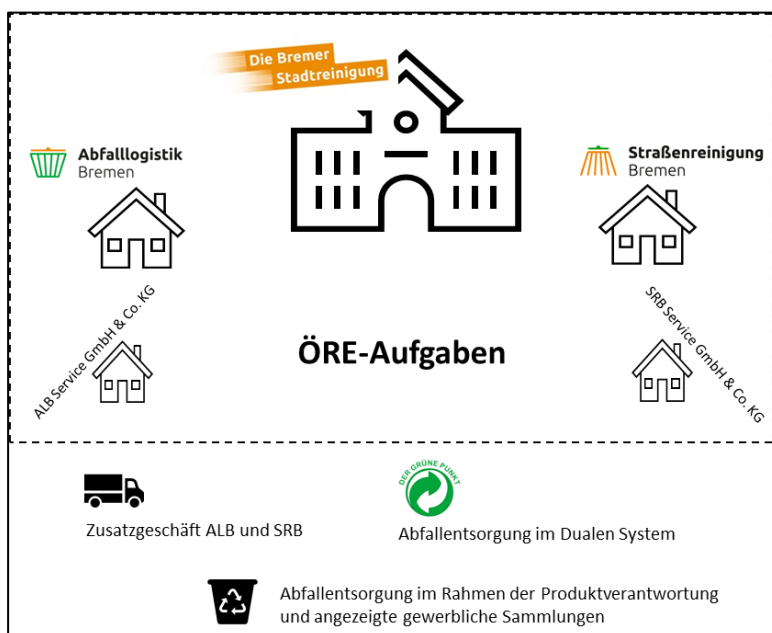 Die Bremer
Stadtreinigung
Abfalllogistik
Bremen
Straßenreinigung
Bremen
ALB Service GmbH & Co. KG
SRB Service GmbH & Co. KG
ÖRE-Aufgaben
DER GRÜNE PUNKT
Zusatzgeschäft ALB und SRB
Abfallentsorgung im Dualen System
Abfallentsorgung im Rahmen der Produktverantwortung
und angezeigte gewerbliche Sammlungen